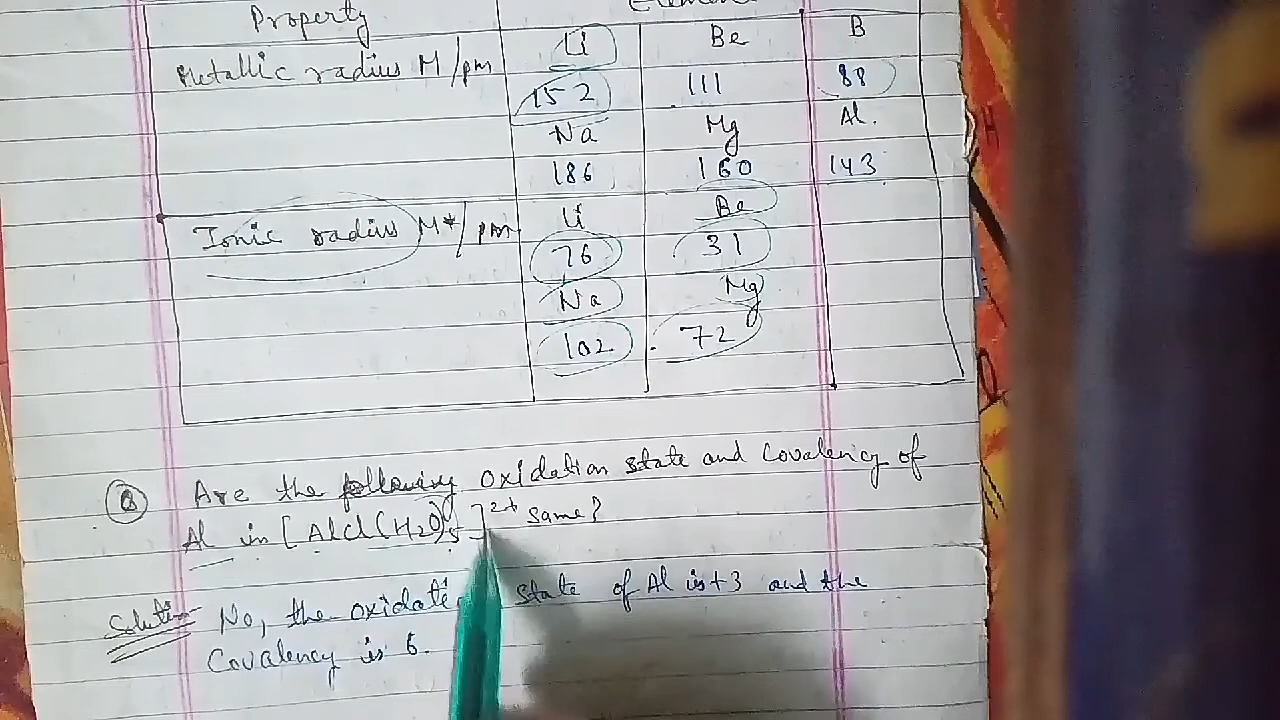 Property
Metallic radius M/pm Li Be B
152 111 88
Na Mg Al.
186 160 143
Ionic radius M*/pm Li Be
76 31
Na Mg
102 72
Q Are the following oxidation state and Covalency of
Al in [AlCl(H2O)5]2+ same?
Solution No, the state of Al is +3 and the
Covalency is 6.